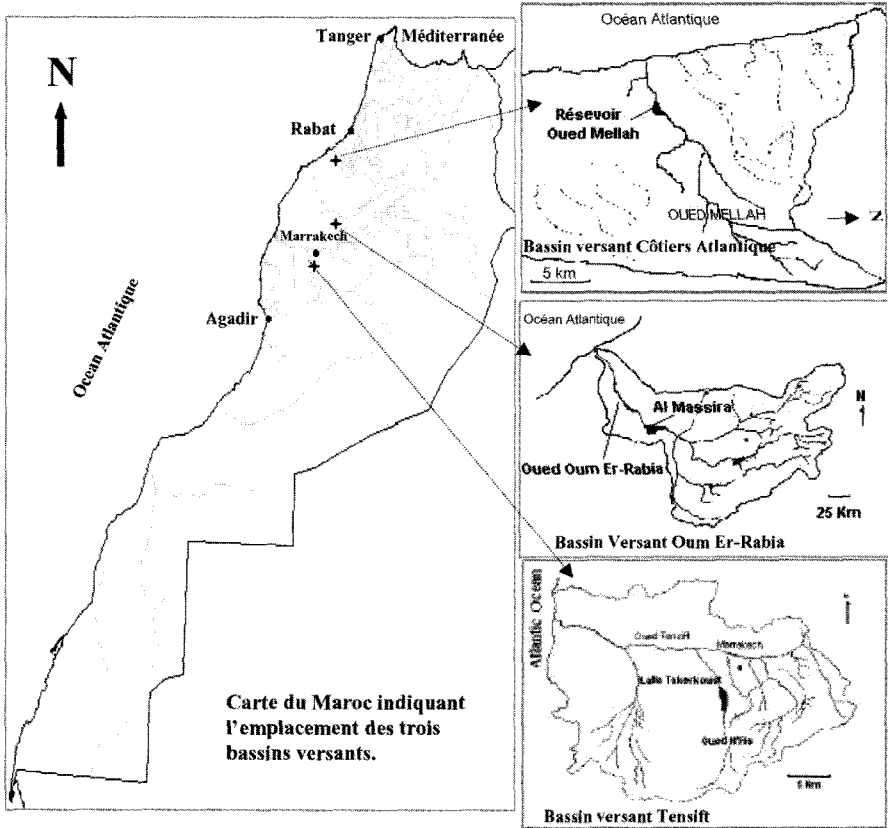 Tanger
Méditerranée
N
Rabat
Marrakech
Agadir
Ocean Atlantique
Carte du Maroc indiquant
l'emplacement des trois
bassins versants.
Océan Atlantique
Résevoir
Oued Mellah
OUED MELLAH
N
Bassin versant Côtiers Atlantique
5 km
Océan Atlantique
Al Massira
N
Oued Oum Er-Rabia
25 Km
Bassin Versant Oum Er-Rabia
Atlantic Ocean
Oued Tensift
Marrakech
Lalla Takerkoust
Oued N'Fis
5 Km
Bassin versant Tensift